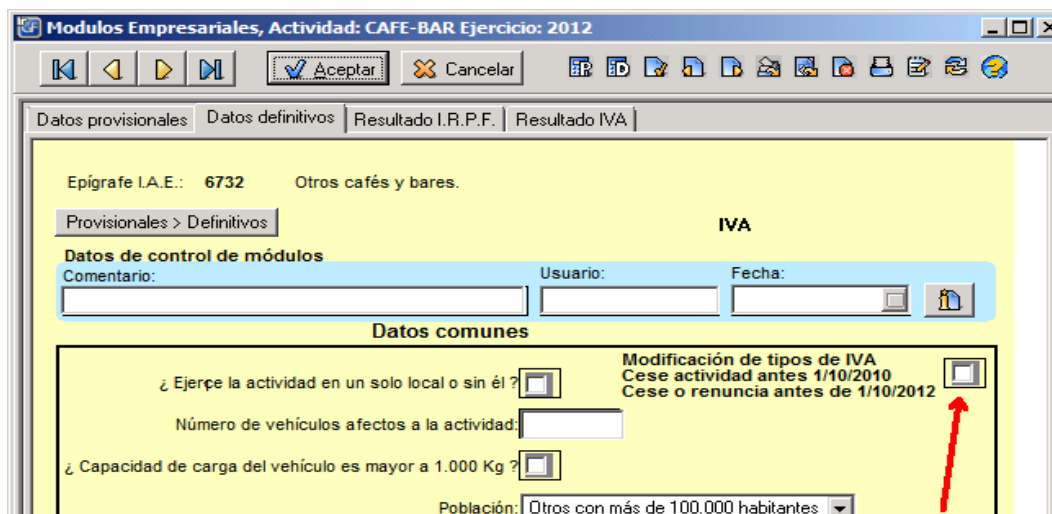 Modulos Empresariales, Actividad: CAFE-BAR Ejercicio: 2012
Aceptar Cancelar
Datos provisionales Datos definitivos Resultado I.R.P.F. Resultado IVA
Epígrafe I.A.E.: 6732 Otros cafés y bares.
Provisionales > Definitivos IVA
Datos de control de módulos
Comentario: Usuario: Fecha:
Datos comunes
Modificación de tipos de IVA
Cese actividad antes 1/10/2010
Cese o renuncia antes de 1/10/2012
¿ Ejerce la actividad en un solo local o sin él ?
Número de vehículos afectos a la actividad:
¿ Capacidad de carga del vehículo es mayor a 1.000 Kg ?
Población: Otros con más de 100.000 habitantes